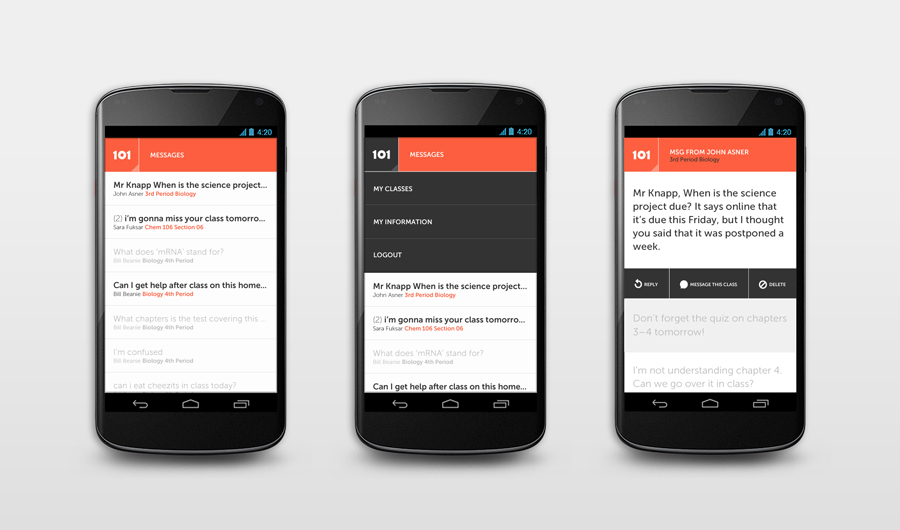 4:20
101 MESSAGES
Mr Knapp When is the science project...
John Asner 3rd Period Biology
(2) i'm gonna miss your class tomorro...
Sara Fuksar Chem 106 Section 06
What does 'mRNA' stand for?
Bill Beanie Biology 4th Period
Can I get help after class on this home...
Bill Beanie Biology 4th Period
What chapters is the test covering this ...
Bill Beanie Biology 4th Period
I'm confused
Bill Beanie Biology 4th Period
can i eat cheezits in class today?
4:20
101 MESSAGES
MY CLASSES
MY INFORMATION
LOGOUT
Mr Knapp When is the science project...
John Asner 3rd Period Biology
(2) i'm gonna miss your class tomorro...
Sara Fuksar Chem 106 Section 06
What does 'mRNA' stand for?
Bill Beanie Biology 4th Period
Can I get help after class on this home...
4:20
101 MSG FROM JOHN ASNER
3rd Period Biology
Mr Knapp, When is the science
project due? It says online that
it's due this Friday, but I thought
you said that it was postponed a
week.
REPLY MESSAGE THIS CLASS DELETE
Don't forget the quiz on chapters
3–4 tomorrow!
I'm not understanding chapter 4.
Can we go over it in class?